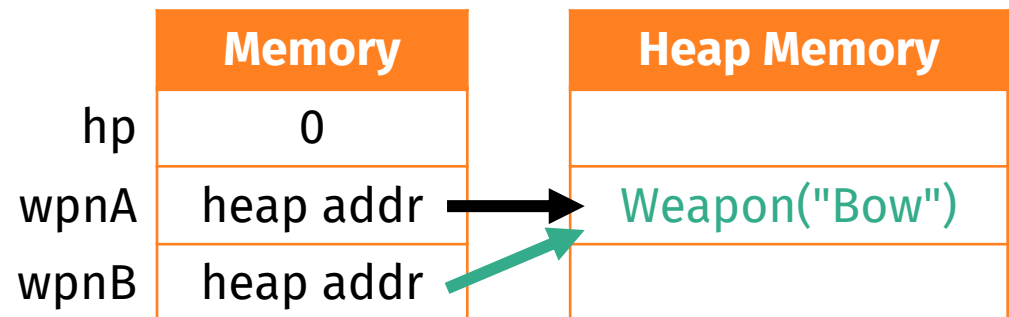 Memory Heap Memory
hp 0
wpnA heap addr Weapon("Bow")
wpnB heap addr